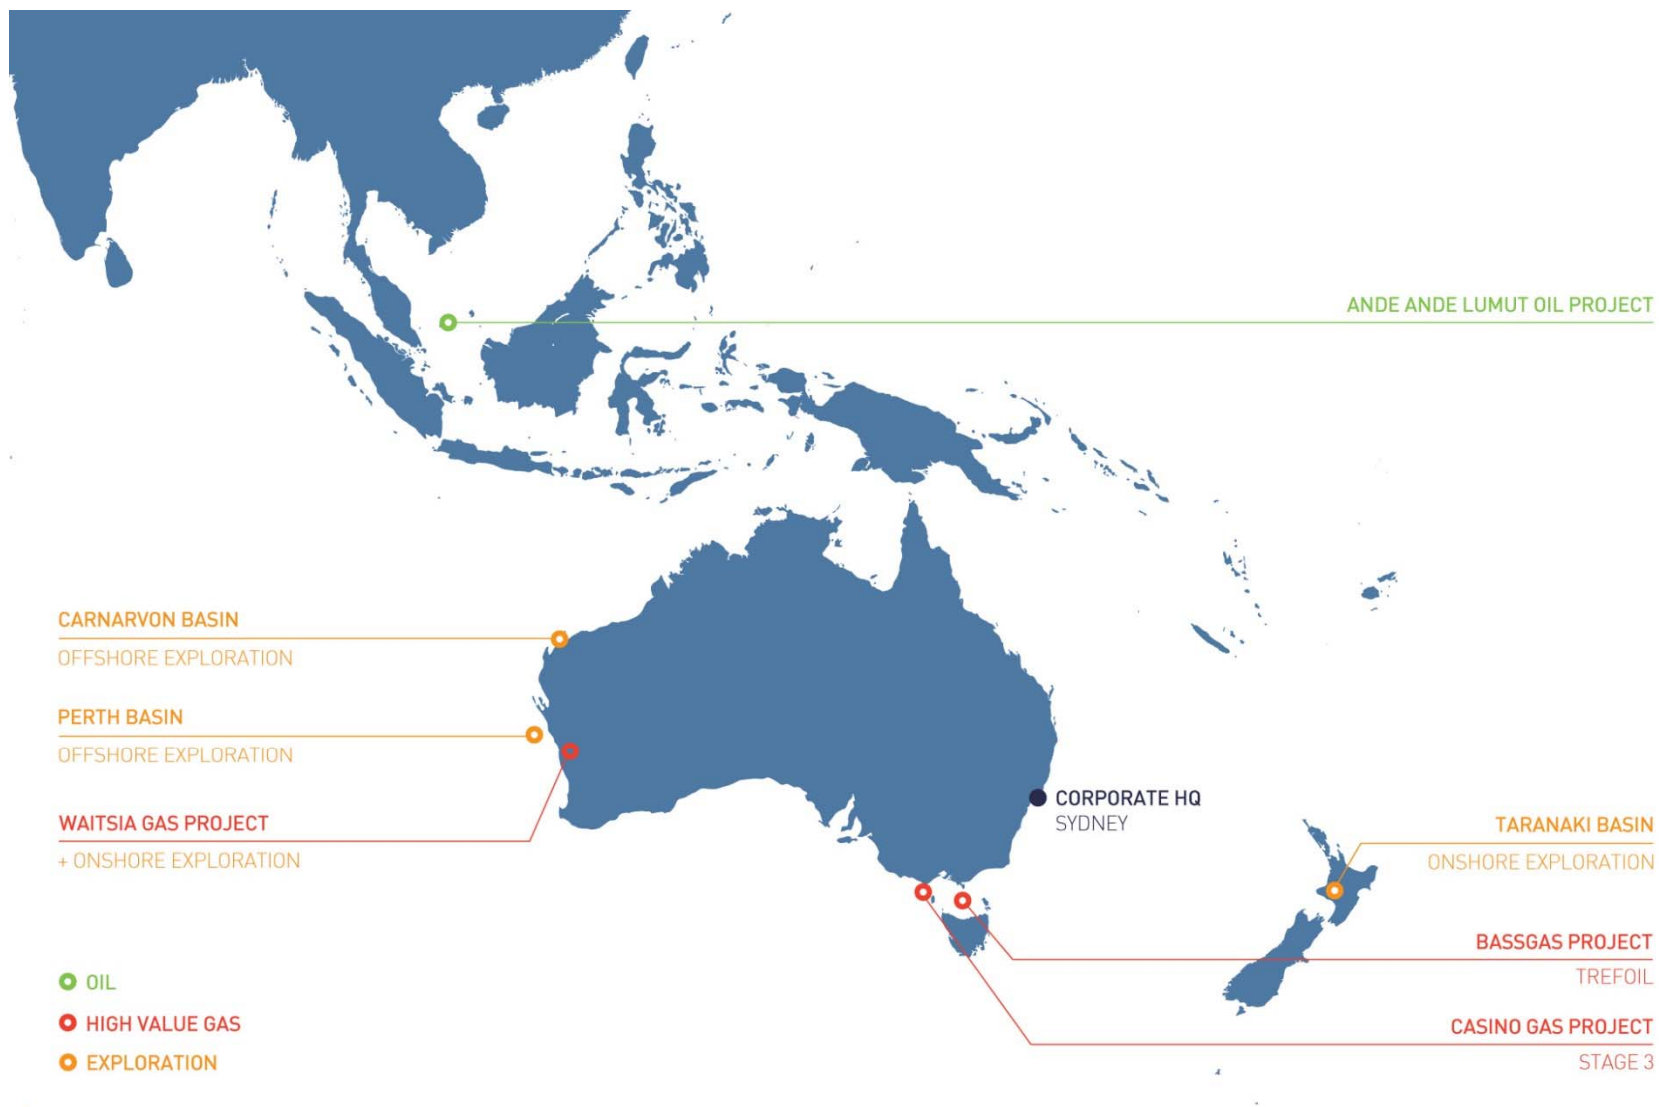 ANDE ANDE LUMUT OIL PROJECT
CARNARVON BASIN
OFFSHORE EXPLORATION
PERTH BASIN
OFFSHORE EXPLORATION
WAITSIA GAS PROJECT
+ ONSHORE EXPLORATION
CORPORATE HQ
SYDNEY
TARANAKI BASIN
ONSHORE EXPLORATION
BASSGAS PROJECT
TREFOIL
CASINO GAS PROJECT
STAGE 3
OIL
HIGH VALUE GAS
EXPLORATION